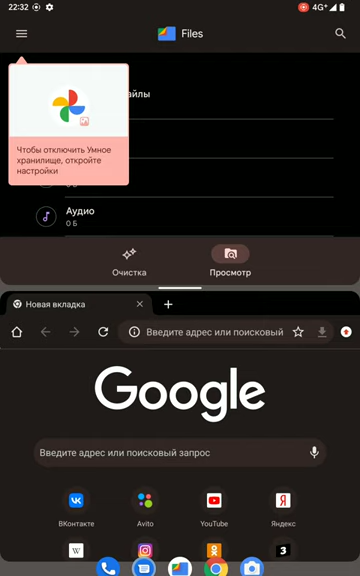 22:32
4G+
Files
айлы
Чтобы отключить Умное
хранилище, откройте
настройки
Аудио
0 Б
Очистка
Просмотр
Новая вкладка
Введите адрес или поисковый
Google
Введите адрес или поисковый запрос
ВКонтакте
Avito
YouTube
Яндекс
Я
W
З